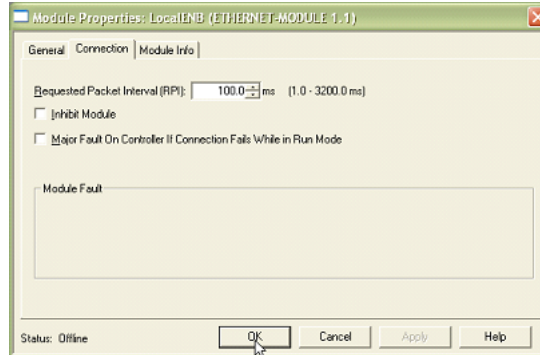 Module Properties: LocalENB (ETHERNET-MODULE 1.1)
General Connection Module Info
Requested Packet Interval (RPI): 100.0 ms (1.0 - 3200.0 ms)
Inhibit Module
Major Fault On Controller If Connection Fails While in Run Mode
Module Fault
Status: Offline OK Cancel Apply Help